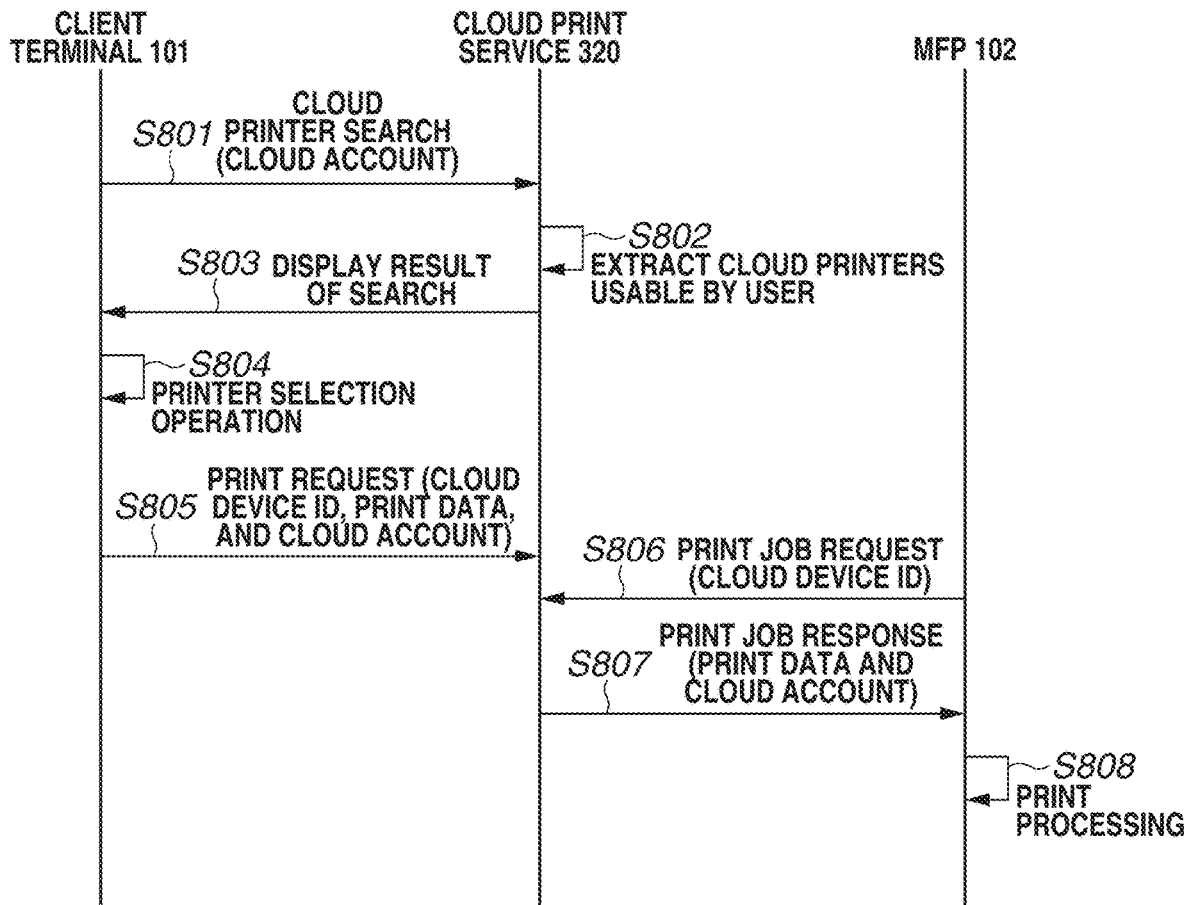 CLIENT
TERMINAL 101
CLOUD PRINT
SERVICE 320
MFP 102
S801
CLOUD
PRINTER SEARCH
(CLOUD ACCOUNT)
S802
EXTRACT CLOUD PRINTERS
USABLE BY USER
S803
DISPLAY RESULT
OF SEARCH
S804
PRINTER SELECTION
OPERATION
S805
PRINT REQUEST (CLOUD
DEVICE ID, PRINT DATA,
AND CLOUD ACCOUNT)
S806
PRINT JOB REQUEST
(CLOUD DEVICE ID)
S807
PRINT JOB RESPONSE
(PRINT DATA AND
CLOUD ACCOUNT)
S808
PRINT
PROCESSING